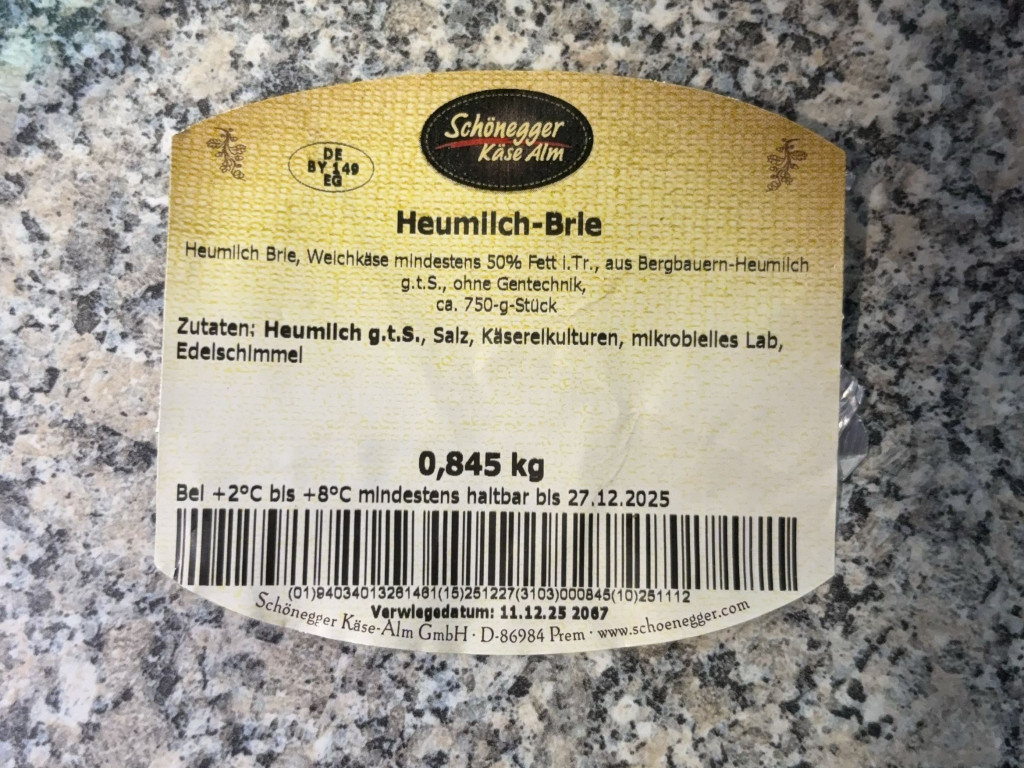 Schönegger
Käse Alm
DE
BY 149
EG
Heumilch-Brie
Heumilch Brie, Weichkäse mindestens 50% Fett i.Tr., aus Bergbauern-Heumilch
g.t.S., ohne Gentechnik,
ca. 750-g-Stück
Zutaten: Heumilch g.t.S., Salz, Käsereikulturen, mikrobielles Lab,
Edelschimmel
0,845 kg
Bei +2°C bis +8°C mindestens haltbar bis 27.12.2025
(01)94034013261461(15)251227(3103)000845(10)251112
Verwiegedatum: 11.12.25 2067
Schönegger Käse-Alm GmbH · D-86984 Prem · www.schoenegger.com